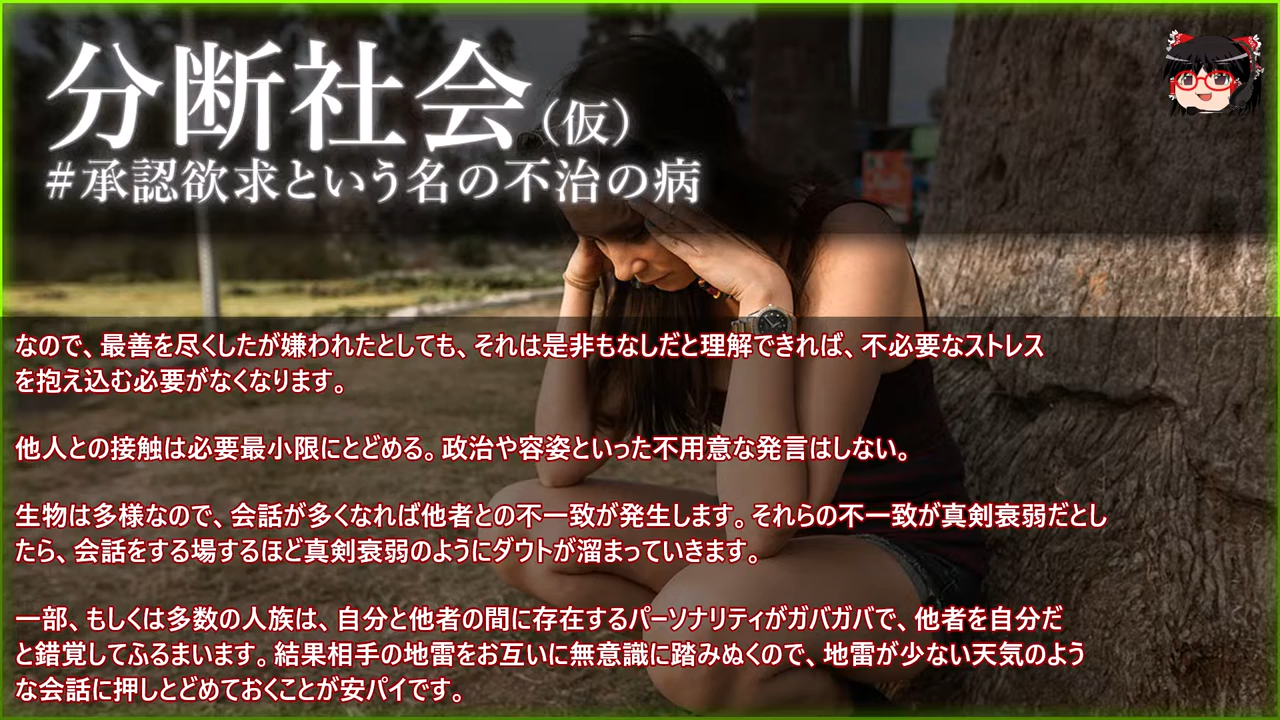 分断社会(仮)
#承認欲求という名の不治の病
なので、最善を尽くしたが嫌われたとしても、それは是非もなしだと理解できれば、不必要なストレス
を抱え込む必要がなくなります。
他人との接触は必要最小限にとどめる。政治や容姿といった不用意な発言はしない。
生物は多様なので、会話が多くなれば他者との不一致が発生します。それらの不一致が真剣衰弱だとし
たら、会話をする場するほど真剣衰弱のようにダウトが溜まっていきます。
一部、もしくは多数の人族は、自分と他者の間に存在するパーソナリティがガバガバで、他者を自分だ
と錯覚してふるまいます。結果相手の地雷をお互いに無意識に踏みぬくので、地雷が少ない天気のよう
な会話に押しとどめておくことが安パイです。